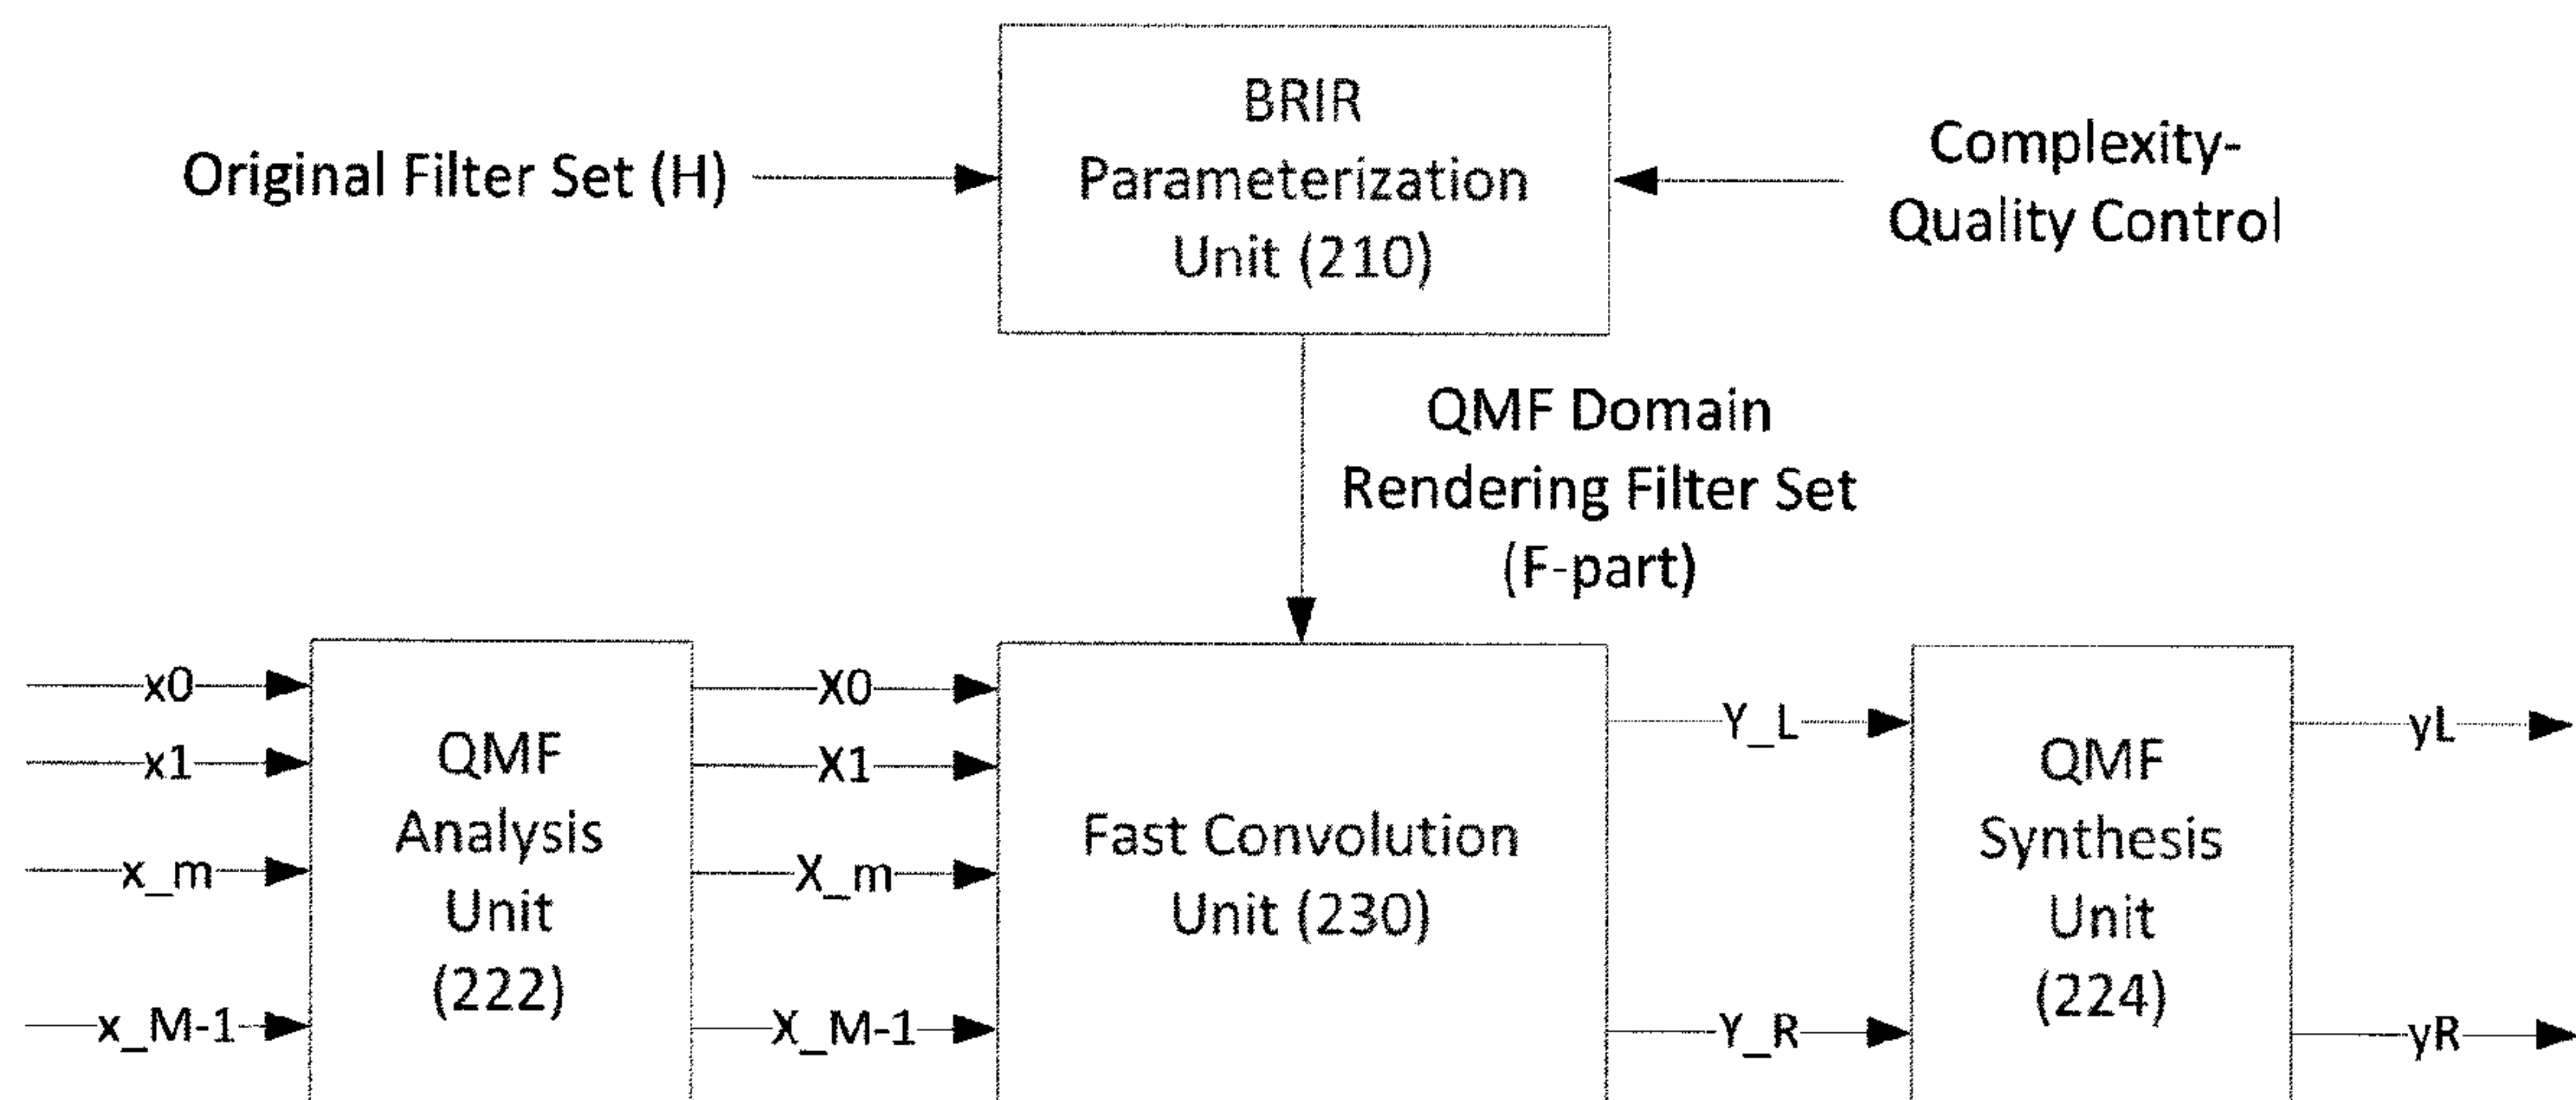 BRIR
Parameterization
Unit (210)
Original Filter Set (H)
Complexity-
Quality Control
QMF Domain
Rendering Filter Set
(F-part)
x0
x1
x_m
x_M-1
QMF
Analysis
Unit
(222)
X0
X1
X_m
X_M-1
Fast Convolution
Unit (230)
Y_L
Y_R
QMF
Synthesis
Unit
(224)
yL
yR